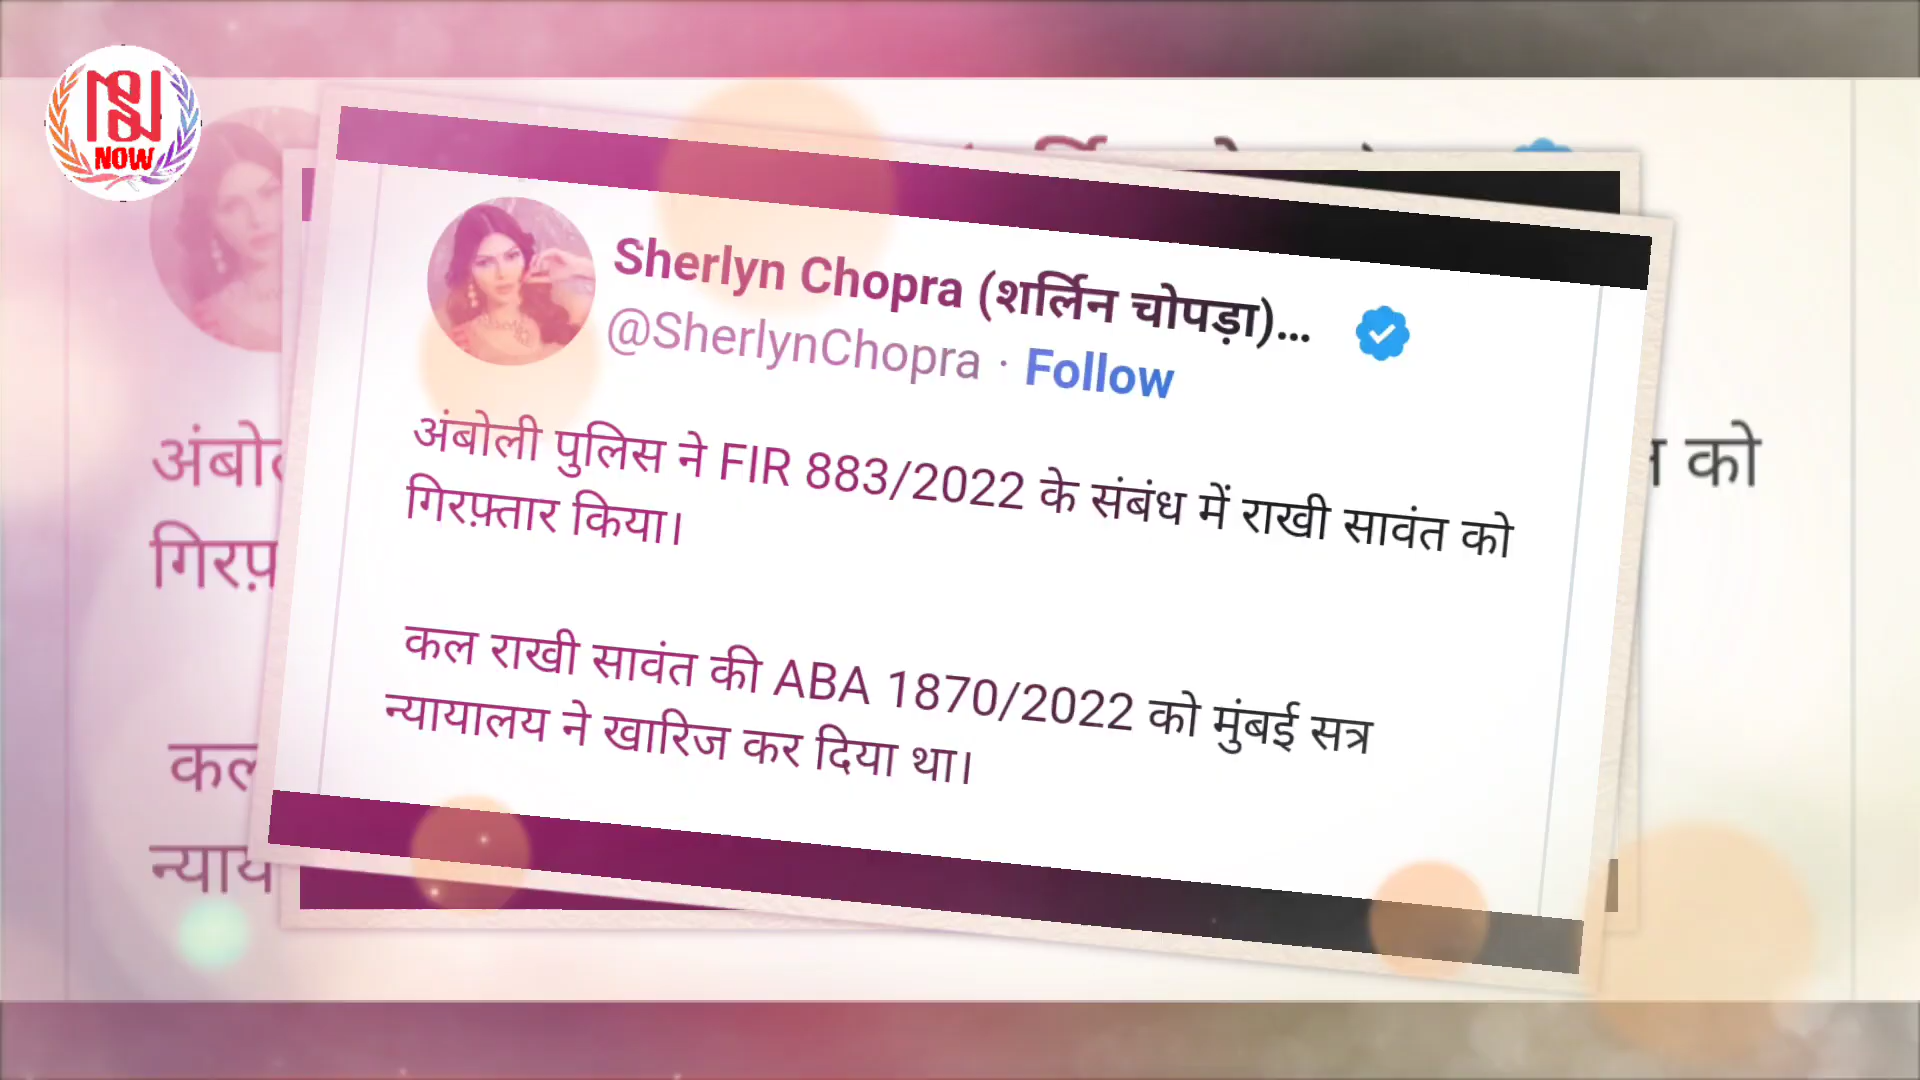 NOW
Sherlyn Chopra (शर्लिन चोपड़ा)...
@SherlynChopra · Follow
अंबोली पुलिस ने FIR 883/2022 के संबंध में राखी सावंत को
गिरफ़्तार किया।
कल राखी सावंत की ABA 1870/2022 को मुंबई सत्र
न्यायालय ने खारिज कर दिया था।
को
कल